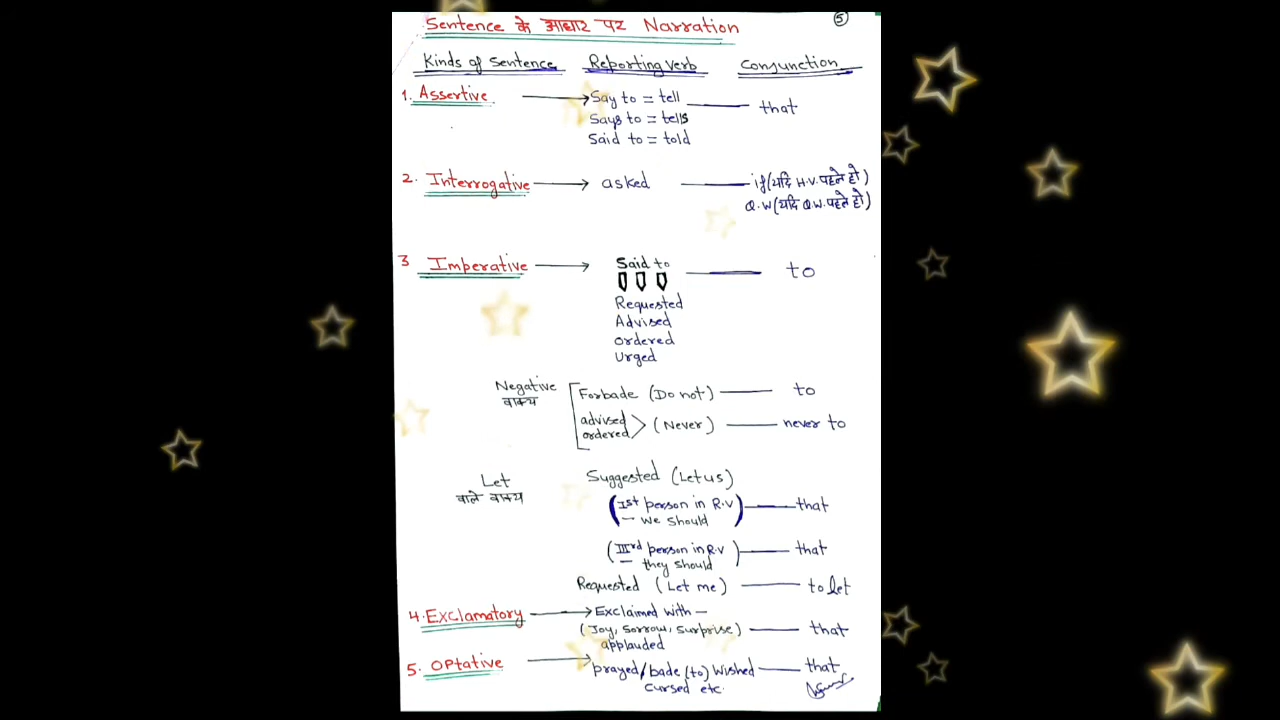 5
Sentence के आधार पर Narration
Kinds of Sentence Reporting verb Conjunction
1. Assertive Say to = tell that
Says to = tells
Said to = told
2. Interrogative asked if (यदि H.V. पहले हो)
Q.W (यदि Q.W. पहले हो)
3 Imperative Said to to
Requested
Advised
ordered
Urged
Negative वाक्य Forbade (Do not) to
advised ordered (Never) never to
Let वाले वाक्य Suggested (Let us)
(Ist person in R.V – we should) that
(IIIrd person in R.V – they should) that
Requested (Let me) to let
4. Exclamatory Exclaimed with –
(Joy, sorrow, surprise) that
applauded
5. Optative prayed/bade (to) wished that
cursed etc.